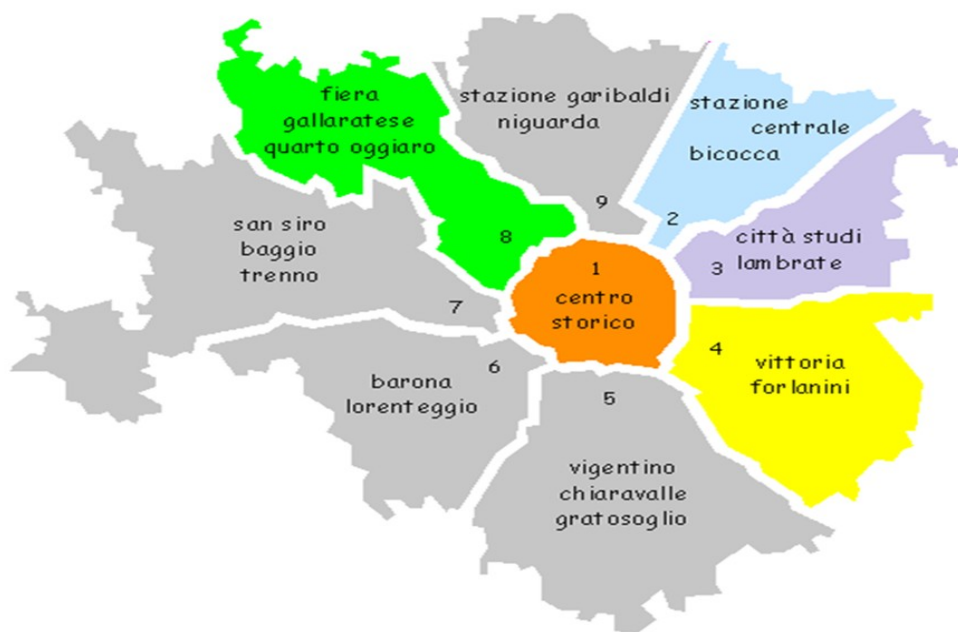 fiera
gallaratese
quarto oggiaro
8
stazione garibaldi
niguarda
9
stazione
centrale
bicocca
2
città studi
lambrate
3
san siro
baggio
trenno
7
1
centro
storico
4
vittoria
forlanini
6
barona
lorenteggio
5
vigentino
chiaravalle
gratosoglio